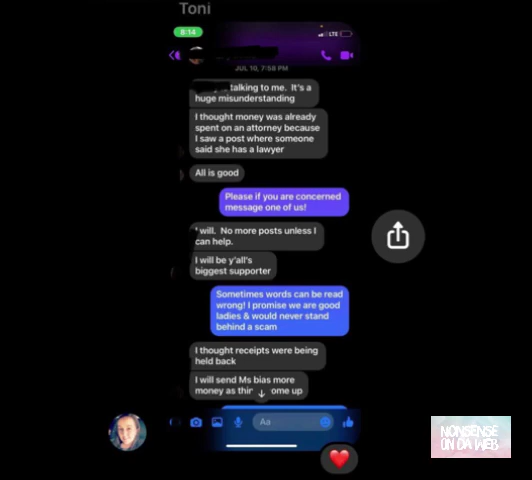 Toni
8:14
LTE
JUL 10, 7:58 PM
talking to me. It's a
huge misunderstanding
I thought money was already
spent on an attorney because
I saw a post where someone
said she has a lawyer
All is good
Please if you are concerned
message one of us!
I will. No more posts unless I
can help.
I will be y'all's
biggest supporter
Sometimes words can be read
wrong! I promise we are good
ladies & would never stand
behind a scam
I thought receipts were being
held back
I will send Ms bias more
money as ome up
Aa
NONSENSE
ON DA WEB